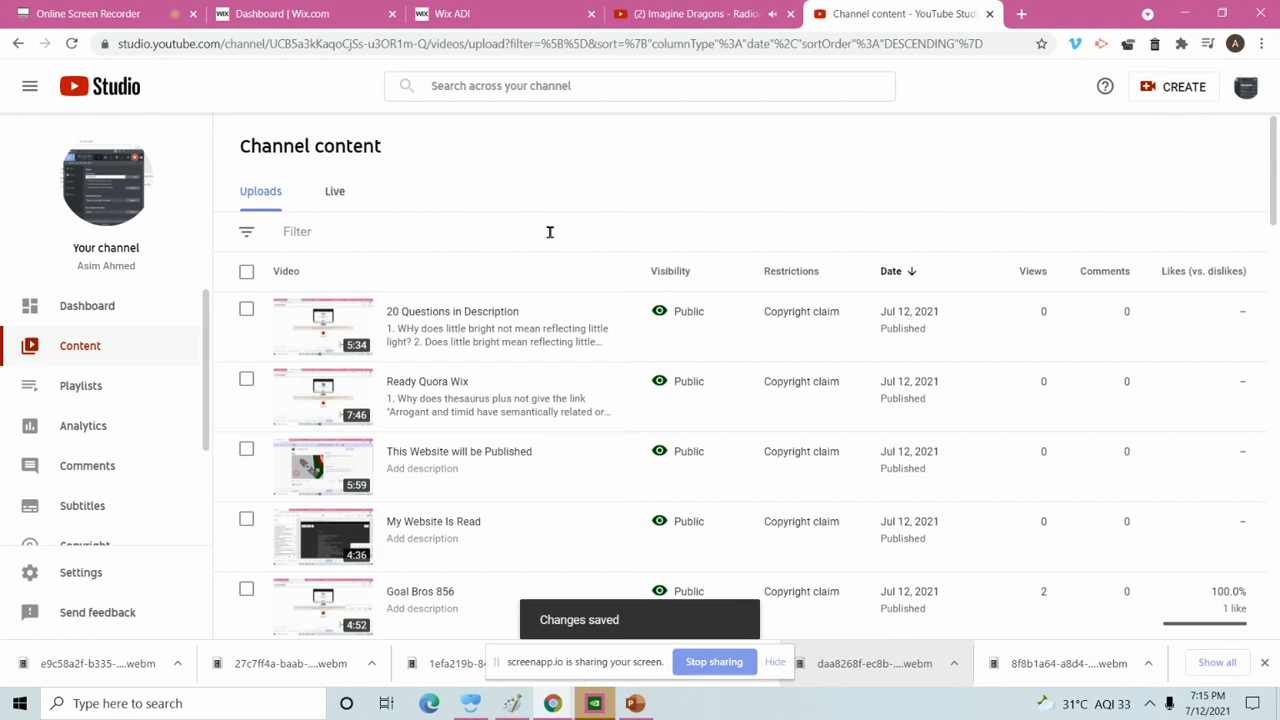 Wix AD
(2) Imagine Dragons - Radio
Channel content - YouTube Stud
studio.youtube.com/channel/UCB5a3kKaqoCjSs-u3OR1m-Q/videos/upload?filter=%5B%5D&sort=%7B"columnType"%3A"date"%2C"sortOrder"%3A"DESCENDING"%7D
A
Studio
Search across your channel
CREATE
Channel content
Uploads
Live
Filter
Your channel
Asim Ahmed
Dashboard
Content
Playlists
Analytics
Comments
Subtitles
Copyright
Settings
Send feedback
Video
Visibility
Restrictions
Date
Views
Comments
Likes (vs. dislikes)
20 Questions in Description
1. WHy does little bright not mean reflecting little
light? 2. Does little bright mean reflecting little...
5:34
Public
Copyright claim
Jul 12, 2021
Published
0
0
–
Ready Quora Wix
1. Why does thesaurus plus not give the link
"Arrogant and timid have semantically related or...
7:46
Public
Copyright claim
Jul 12, 2021
Published
0
0
–
This Website be Published
Add description
5:59
Public
Copyright claim
Jul 12, 2021
Published
0
0
–
My Website Is Read
Add description
4:36
Public
Copyright claim
Jul 12, 2021
Published
0
0
–
Goal Bros 856
Add description
4:52
Public
Copyright claim
Jul 12, 2021
Published
2
0
100.0%
1 like
Changes saved
e9c58a2f-b335-....webm
27c7ff4a-baab-....webm
1efa219b-84
screenapp.io is sharing your screen.
Stop sharing
Hide
daa8268f-ec8b-....webm
8f8b1a64-a8d4-....webm
Show all
Type here to search
31°C AQI 33
7:15 PM
7/12/2021